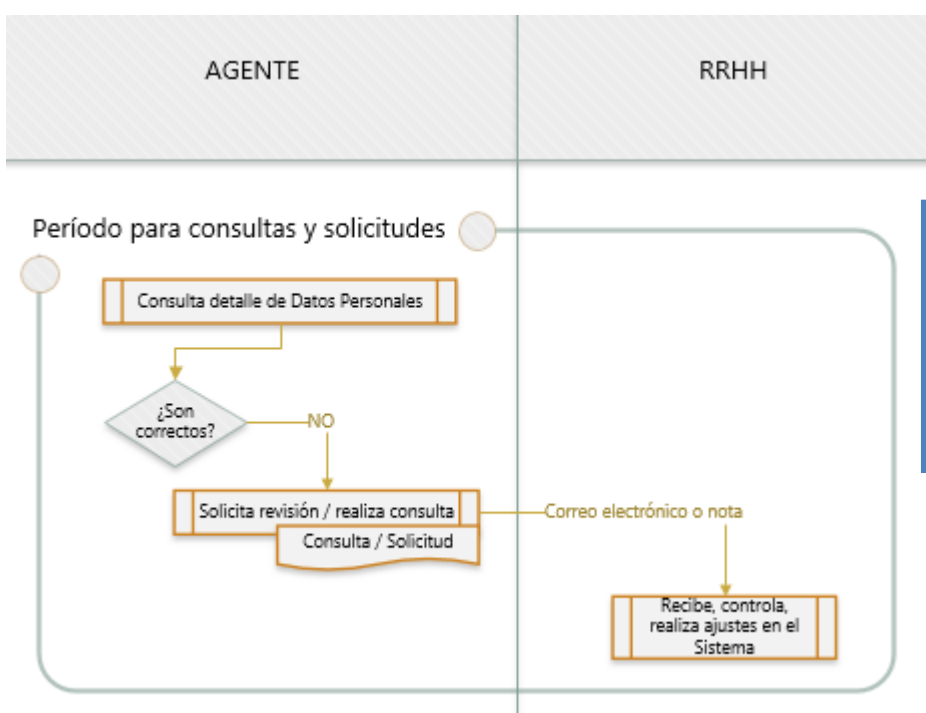 AGENTE
RRHH
Período para consultas y solicitudes
Consulta detalle de Datos Personales
¿Son
correctos?
NO
Solicita revisión / realiza consulta
Correo electrónico o nota
Consulta / Solicitud
Recibe, controla,
realiza ajustes en el
Sistema